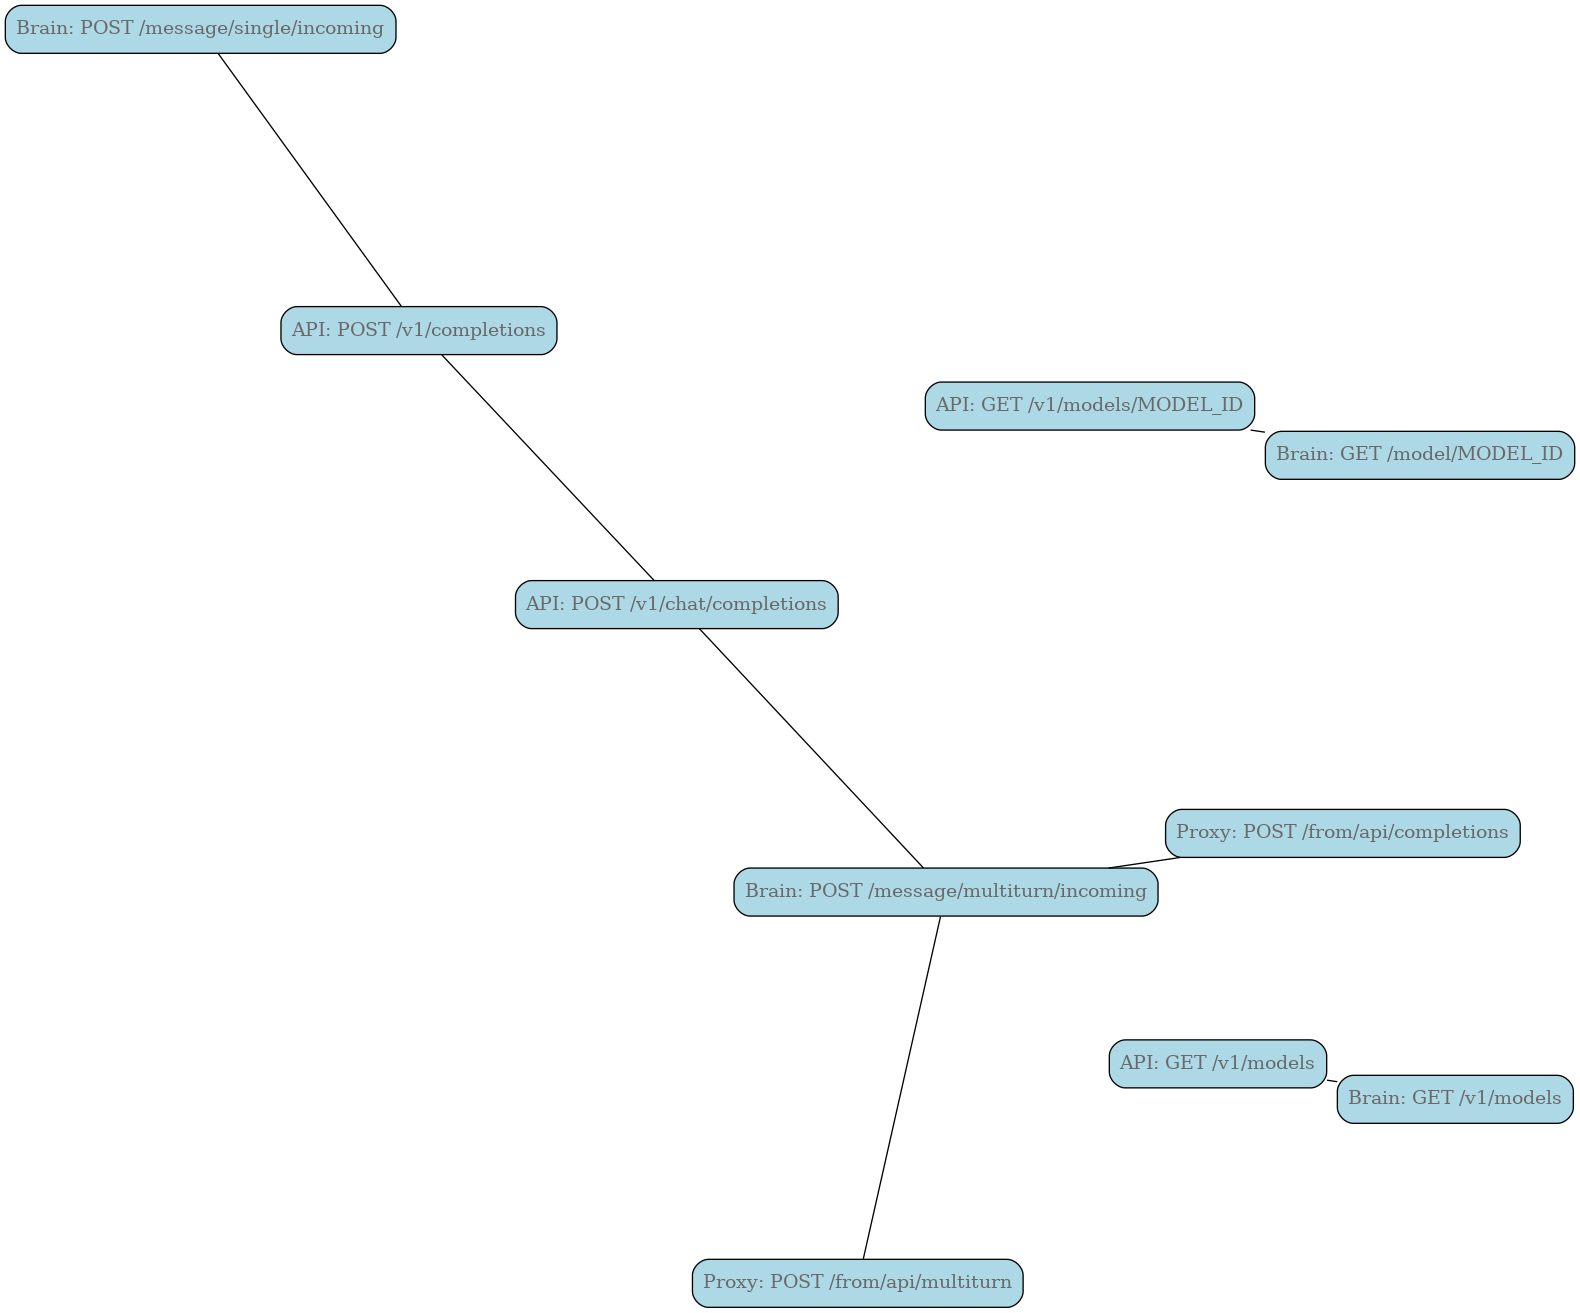 Brain: POST /message/single/incoming
API: POST /v1/completions
API: GET /v1/models/MODEL_ID
Brain: GET /model/MODEL_ID
API: POST /v1/chat/completions
Proxy: POST /from/api/completions
Brain: POST /message/multiturn/incoming
API: GET /v1/models
Brain: GET /v1/models
Proxy: POST /from/api/multiturn